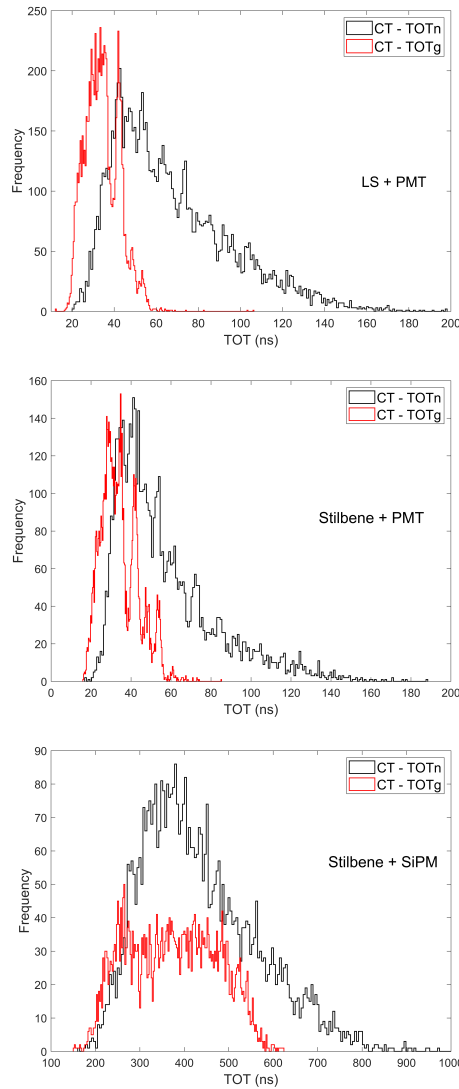 250
CT - TOTn
CT - TOTg
200
150
Frequency
LS + PMT
100
50
0
20 40 60 80 100 120 140 160 180 200
TOT (ns)
160
CT - TOTn
CT - TOTg
140
120
100
Stilbene + PMT
Frequency
80
60
40
20
0
0 20 40 60 80 100 120 140 160 180 200
TOT (ns)
90
CT - TOTn
CT - TOTg
80
70
60
Stilbene + SiPM
50
Frequency
40
30
20
10
0
100 200 300 400 500 600 700 800 900 1000
TOT (ns)